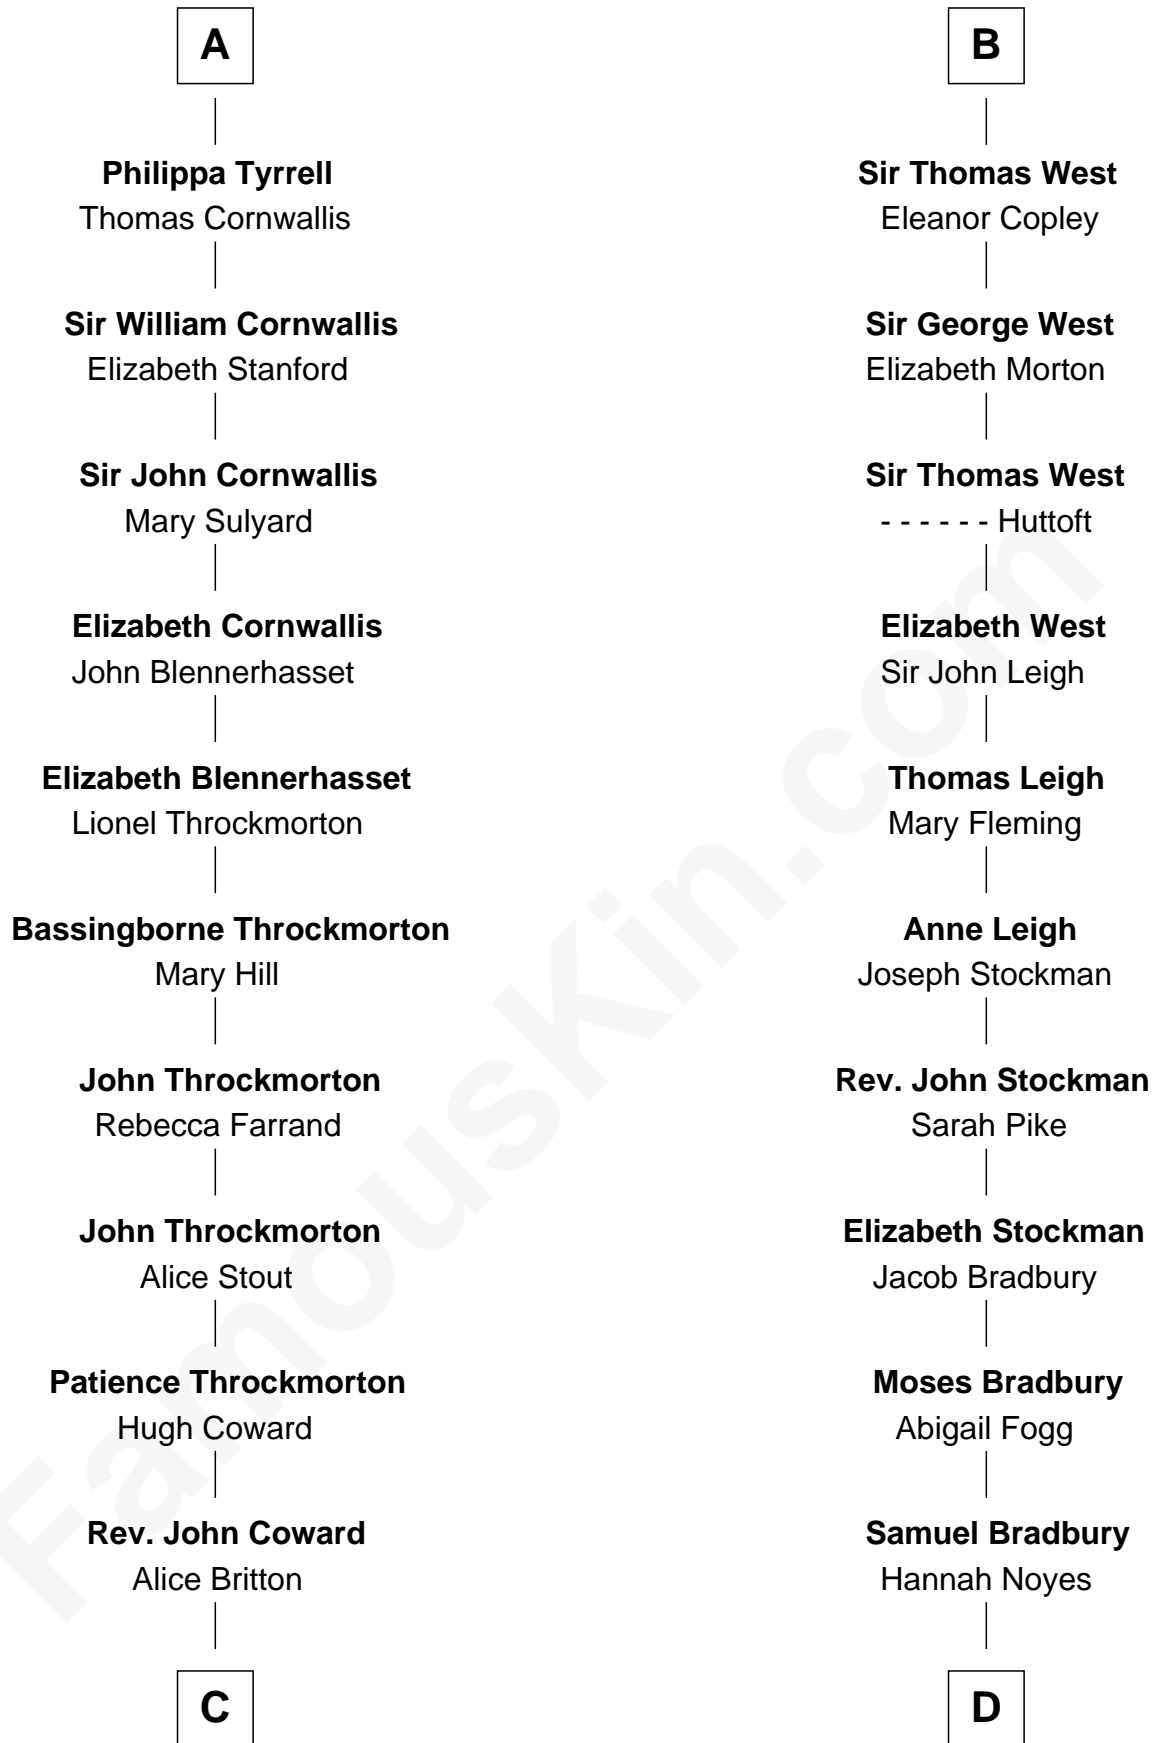 A
Philippa Tyrrell
Thomas Cornwallis
Sir William Cornwallis
Elizabeth Stanford
Sir John Cornwallis
Mary Sulyard
Elizabeth Cornwallis
John Blennerhasset
Elizabeth Blennerhasset
Lionel Throckmorton
Bassingborne Throckmorton
Mary Hill
John Throckmorton
Rebecca Farrand
John Throckmorton
Alice Stout
Patience Throckmorton
Hugh Coward
Rev. John Coward
Alice Britton
C
B
Sir Thomas West
Eleanor Copley
Sir George West
Elizabeth Morton
Sir Thomas West
- - - - - - Huttoft
Elizabeth West
Sir John Leigh
Thomas Leigh
Mary Fleming
Anne Leigh
Joseph Stockman
Rev. John Stockman
Sarah Pike
Elizabeth Stockman
Jacob Bradbury
Moses Bradbury
Abigail Fogg
Samuel Bradbury
Hannah Noyes
D
FamousKin.com